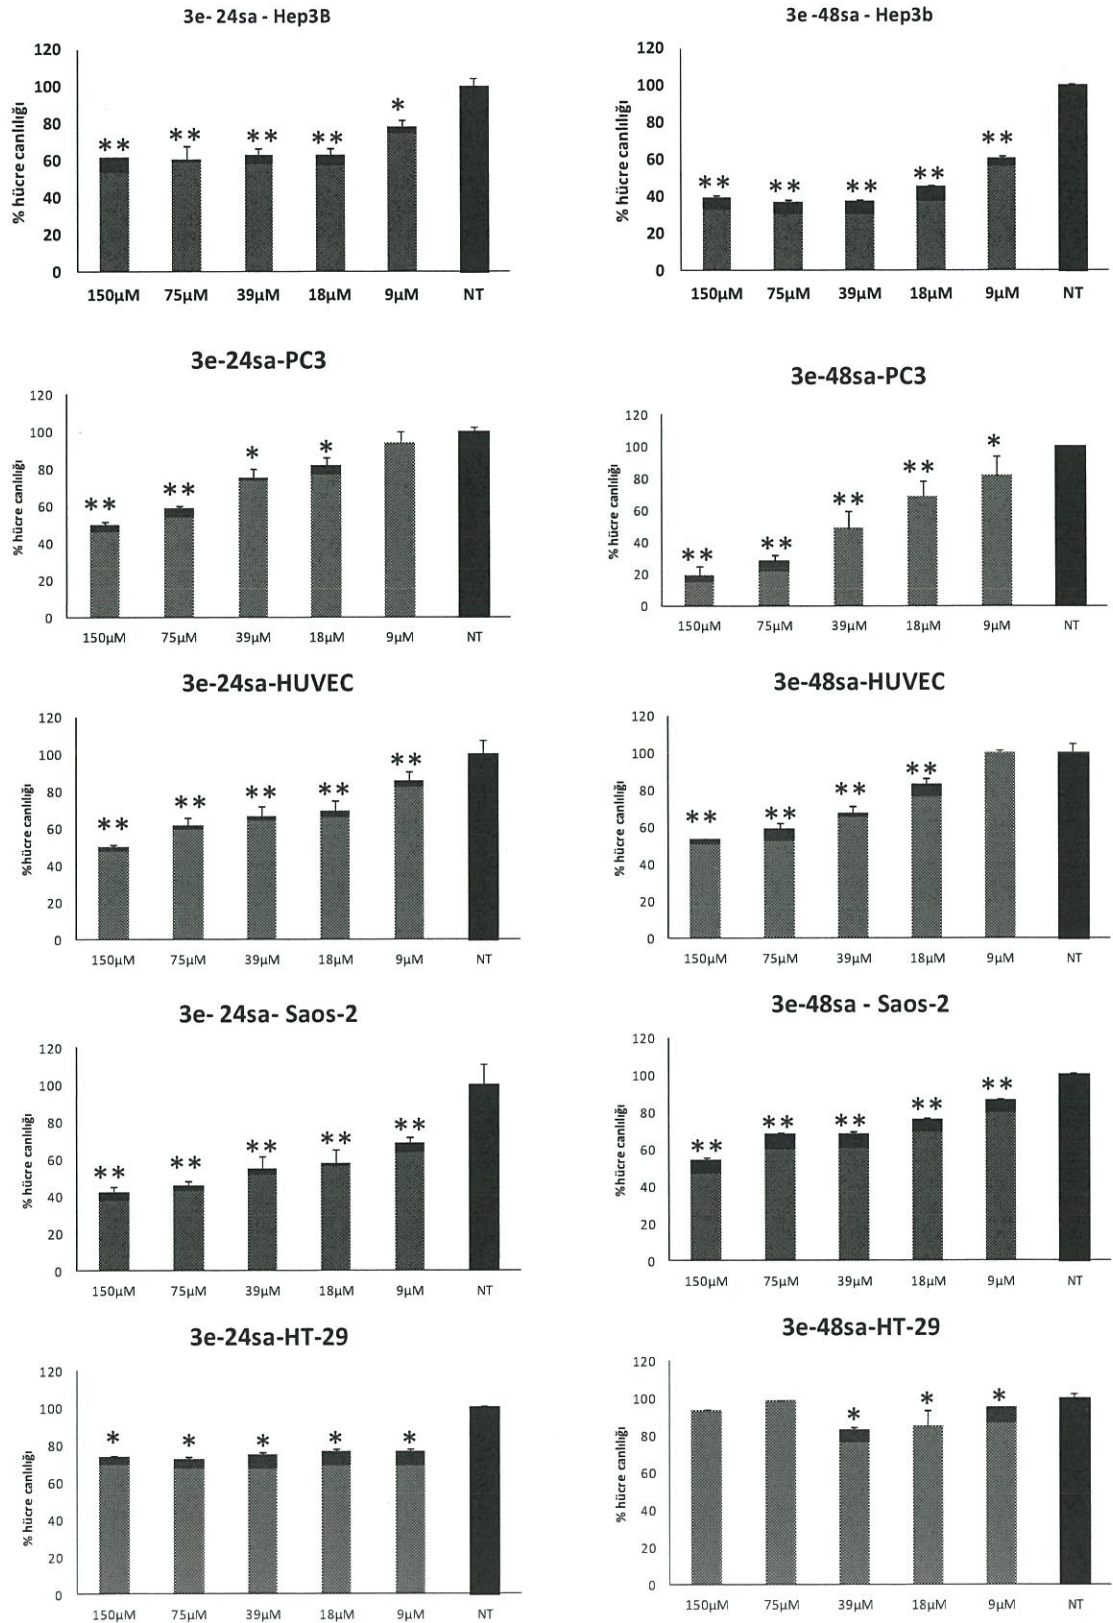 3e- 24sa - Hep3B
% hücre canlılığı
120
100
80
60
40
20
0
** ** ** ** *
150µM 75µM 39µM 18µM 9µM NT
3e -48sa - Hep3b
% hücre canlılığı
120
100
80
60
40
20
0
** ** ** ** **
150µM 75µM 39µM 18µM 9µM NT
3e-24sa-PC3
% hücre canlılığı
120
100
80
60
40
20
0
** ** * *
150µM 75µM 39µM 18µM 9µM NT
3e-48sa-PC3
% hücre canlılığı
120
100
80
60
40
20
0
** ** ** ** *
150µM 75µM 39µM 18µM 9µM NT
3e-24sa-HUVEC
%hücre canlılığı
120
100
80
60
40
20
0
** ** ** ** **
150µM 75µM 39µM 18µM 9µM NT
3e-48sa-HUVEC
% hücre canlılığı
120
100
80
60
40
20
0
** ** ** **
150µM 75µM 39µM 18µM 9µM NT
3e- 24sa- Saos-2
% hücre canlılığı
120
100
80
60
40
20
0
** ** ** ** **
150µM 75µM 39µM 18µM 9µM NT
3e-48sa - Saos-2
%hücre canlılığı
120
100
80
60
40
20
0
** ** ** ** **
150µM 75µM 39µM 18µM 9µM NT
3e-24sa-HT-29
% hücre canlılığı
120
100
80
60
40
20
0
* * * * *
150µM 75µM 39µM 18µM 9µM NT
3e-48sa-HT-29
% hücre canlılığı
120
100
80
60
40
20
0
* * *
150µM 75µM 39µM 18µM 9µM NT